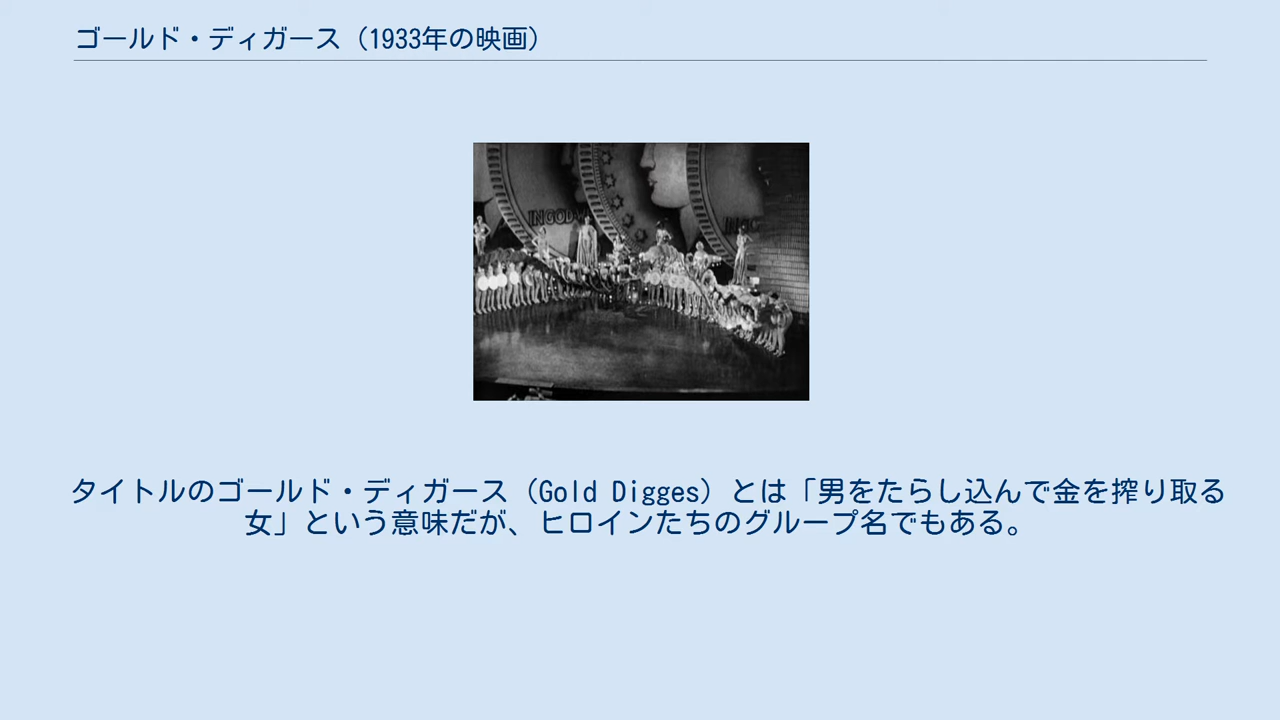 ゴールド・ディガース（1933年の映画）
INGOD
タイトルのゴールド・ディガース（Gold Digges）とは「男をたらし込んで金を搾り取る
女」という意味だが、ヒロインたちのグループ名でもある。